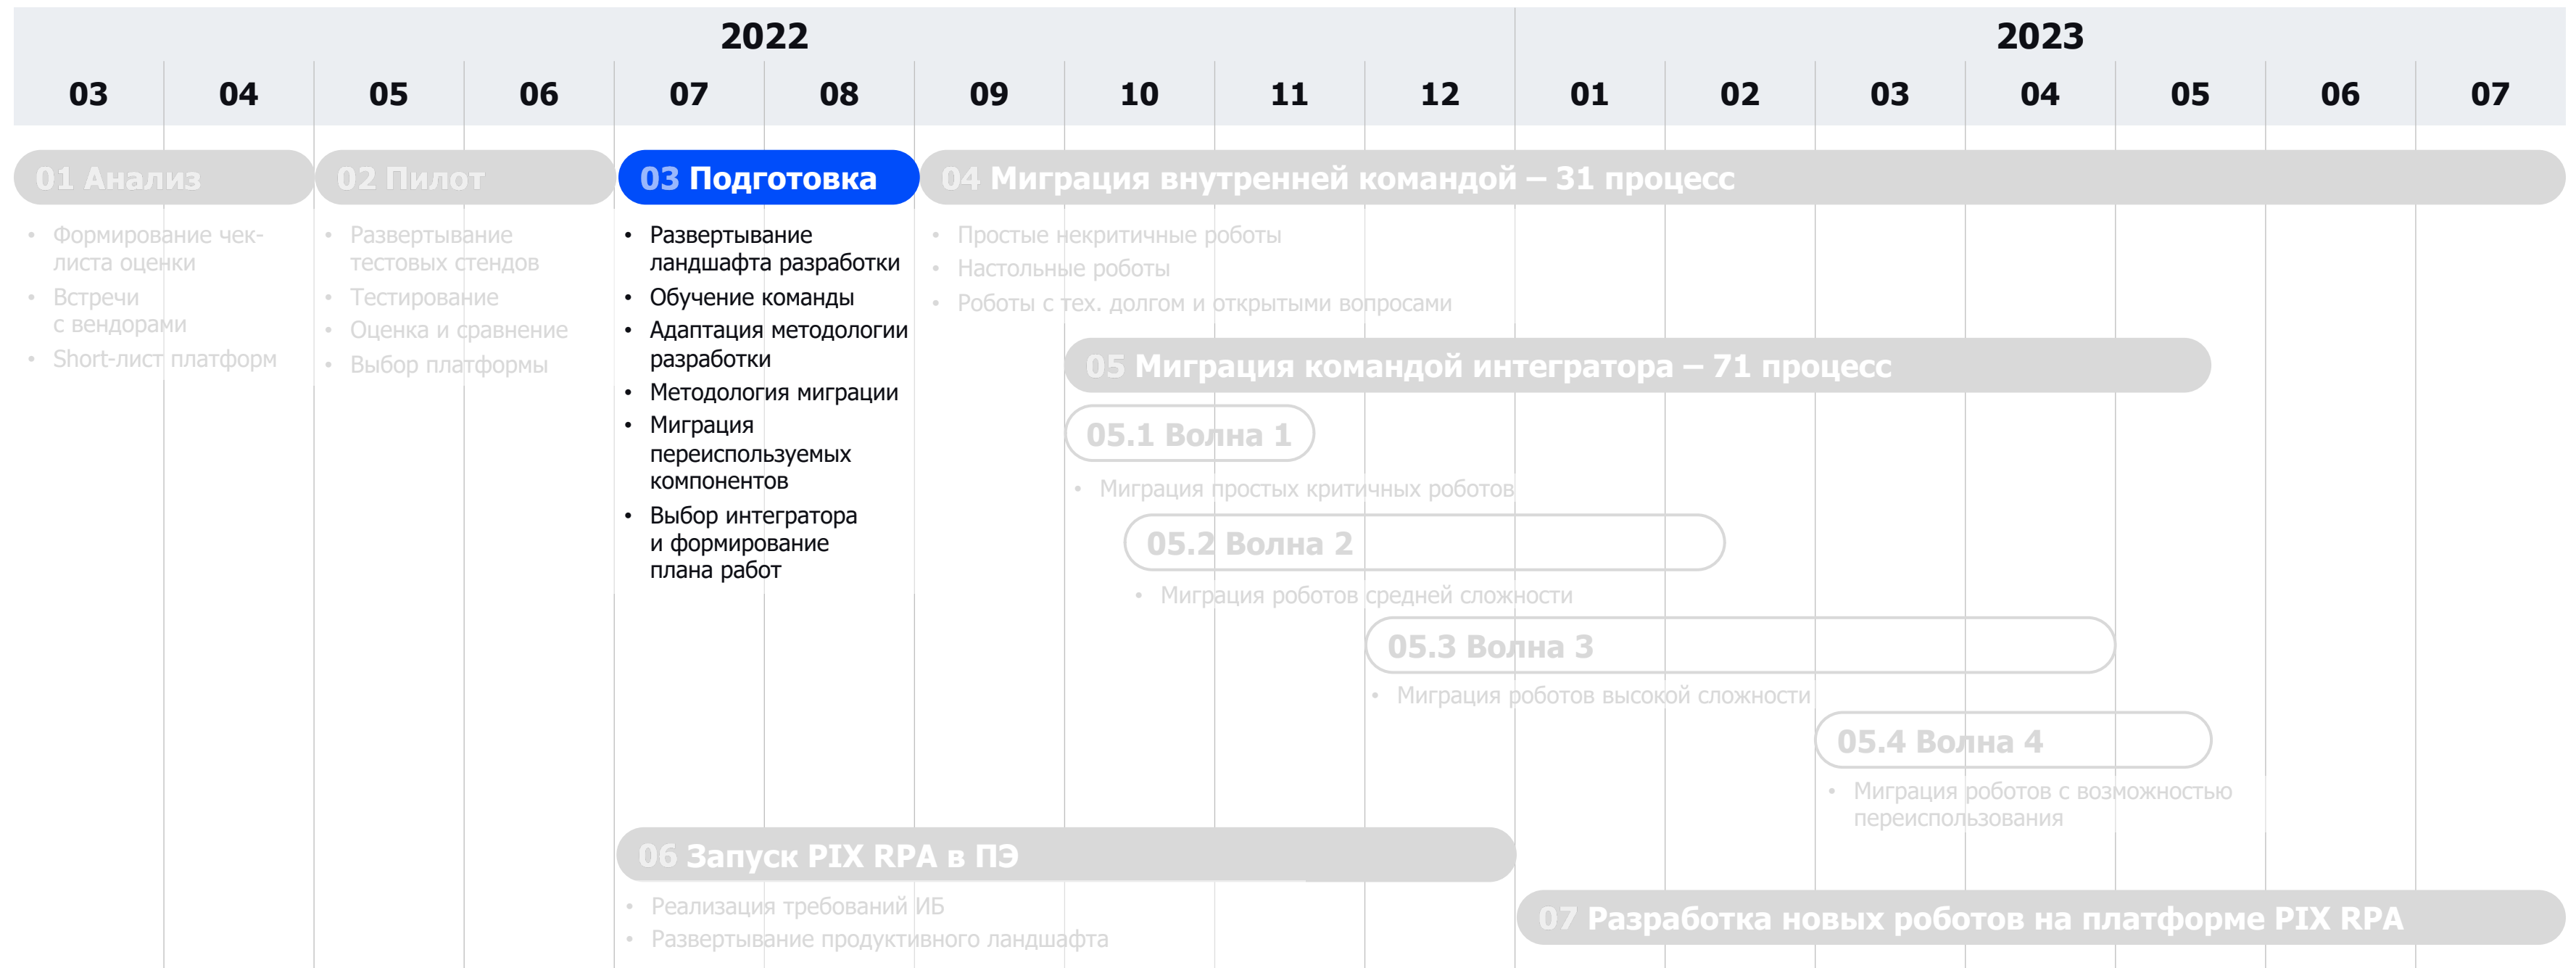 2022
2023
03 04 05 06 07 08 09 10 11 12 01 02 03 04 05 06 07
01 Анализ
• Формирование чек-
листа оценки
• Встречи
с вендорами
• Short-лист платформ
02 Пилот
• Развертывание
тестовых стендов
• Тестирование
• Оценка и сравнение
• Выбор платформы
03 Подготовка
• Развертывание
ландшафта разработки
• Обучение команды
• Адаптация методологии
разработки
• Методология миграции
• Миграция
переиспользуемых
компонентов
• Выбор интегратора
и формирование
плана работ
04 Миграция внутренней командой – 31 процесс
• Простые некритичные роботы
• Настольные роботы
• Роботы с тех. долгом и открытыми вопросами
05 Миграция командой интегратора – 71 процесс
05.1 Волна 1
• Миграция простых критичных роботов
05.2 Волна 2
• Миграция роботов средней сложности
05.3 Волна 3
• Миграция роботов высокой сложности
05.4 Волна 4
• Миграция роботов с возможностью
переиспользования
06 Запуск PIX RPA в ПЭ
• Реализация требований ИБ
• Развертывание продуктивного ландшафта
07 Разработка новых роботов на платформе PIX RPA